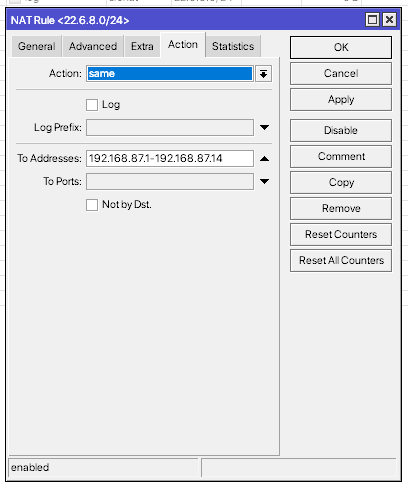 NAT Rule <22.6.8.0/24>
General Advanced Extra Action Statistics
Action: same
Log
Log Prefix:
To Addresses: 192.168.87.1-192.168.87.14
To Ports:
Not by Dst.
OK
Cancel
Apply
Disable
Comment
Copy
Remove
Reset Counters
Reset All Counters
enabled